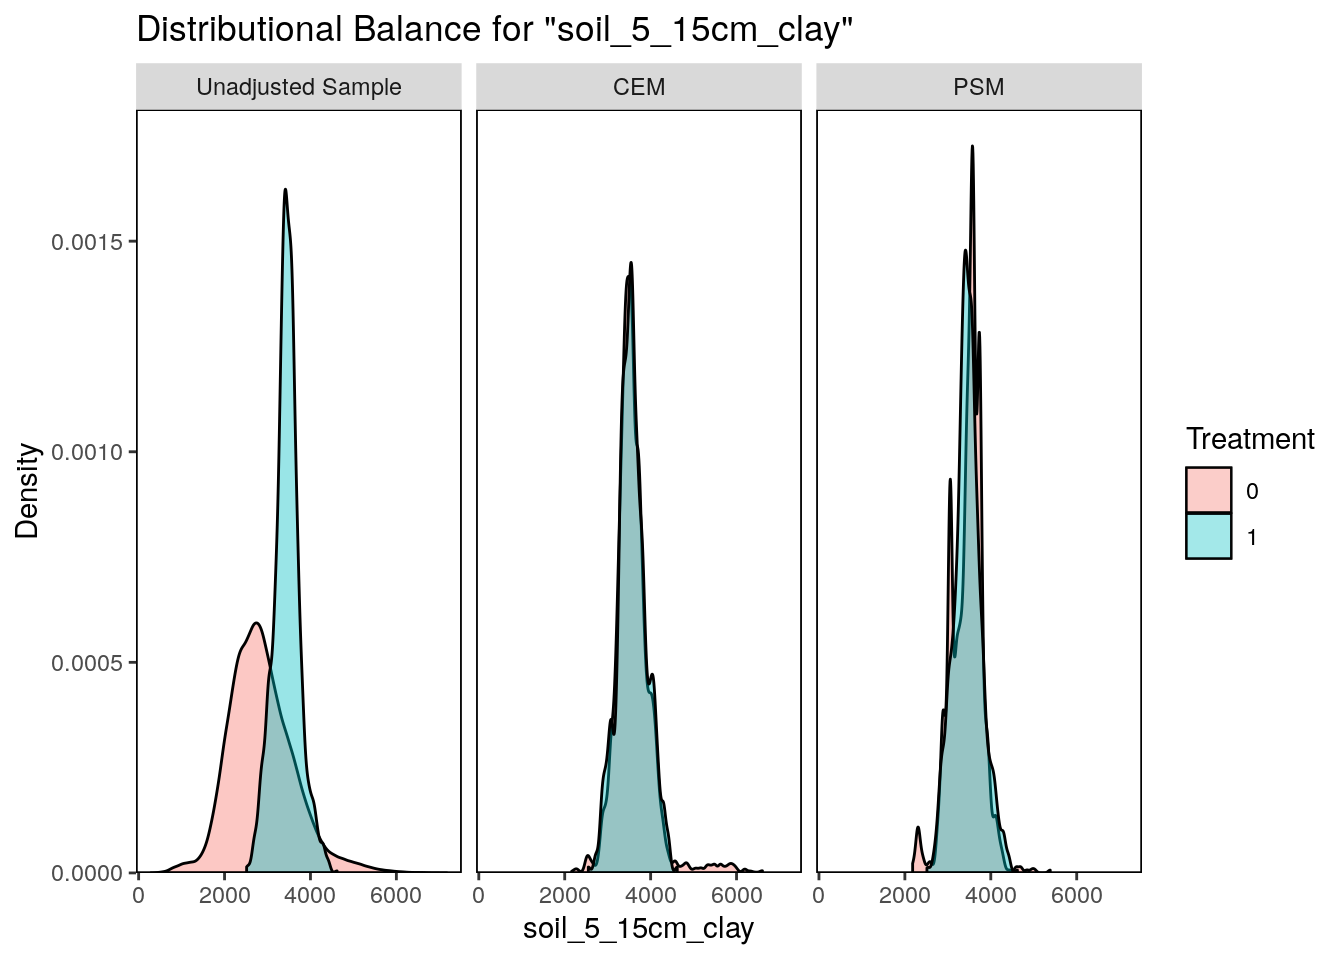 Distributional Balance for "soil_5_15cm_clay"
Unadjusted Sample CEM PSM
0.0015
0.0010
0.0005
0.0000
Density
0 2000 4000 6000 0 2000 4000 6000 0 2000 4000 6000
soil_5_15cm_clay
Treatment
0
1